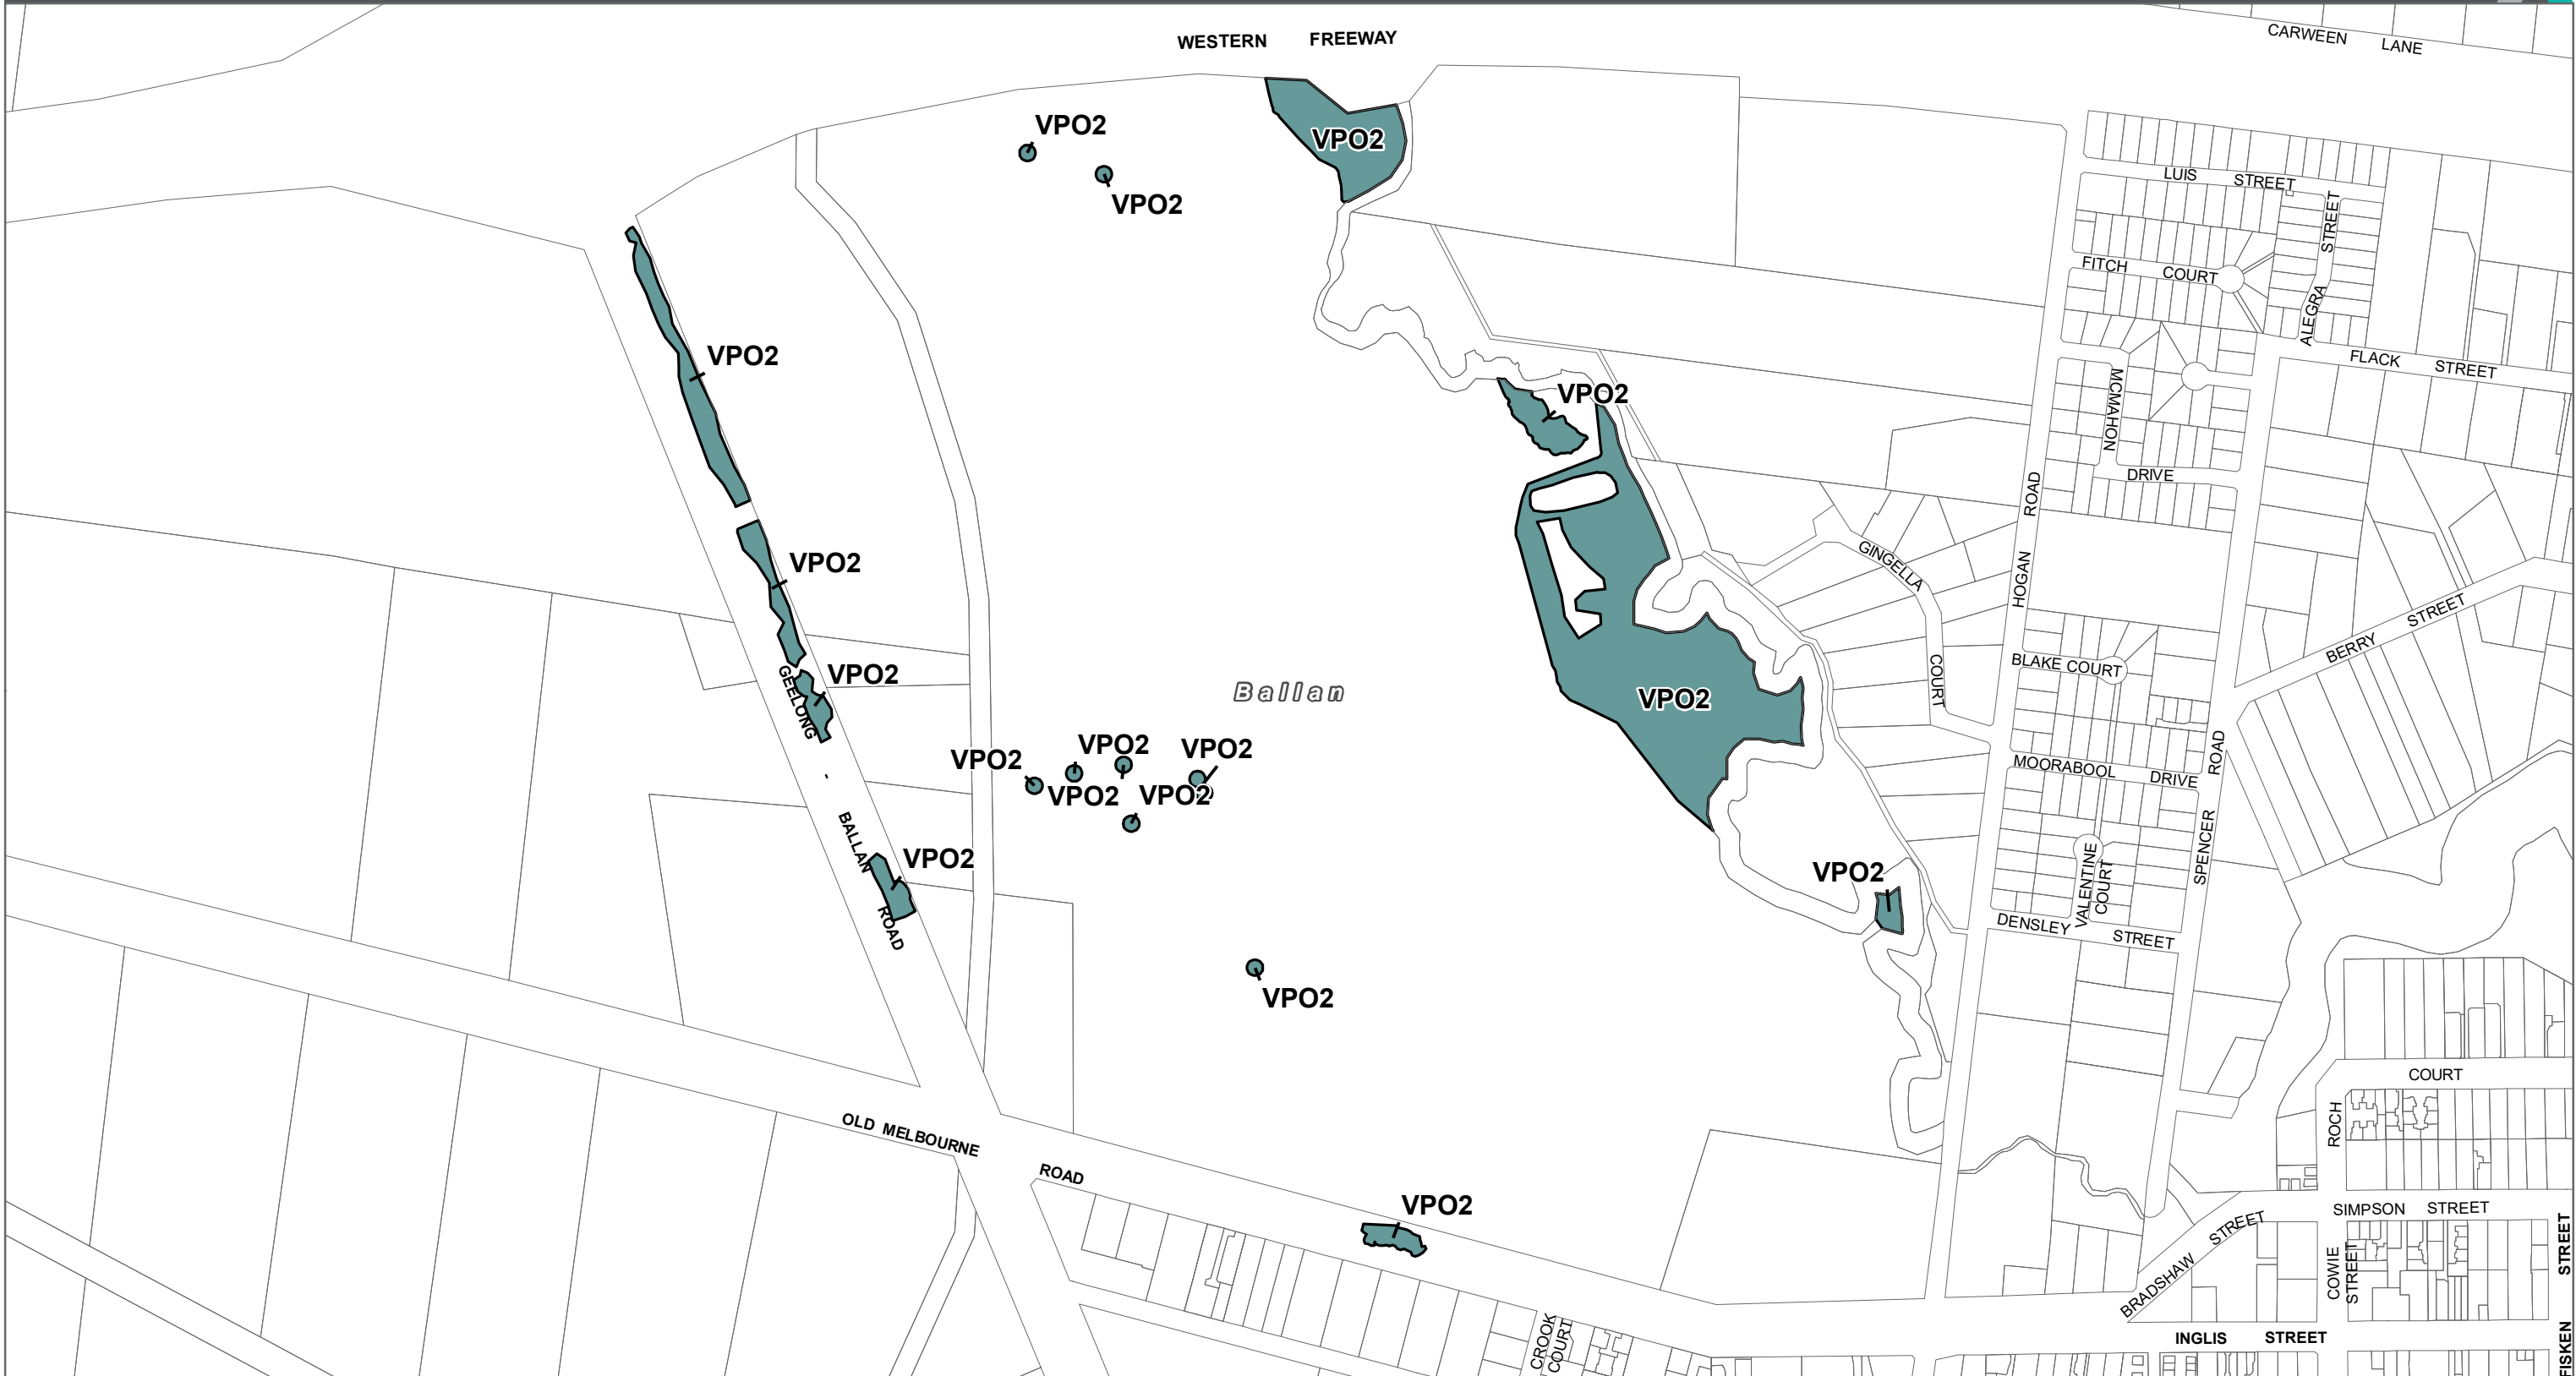 WESTERN FREEWAY
CARWEEN LANE
VPO2
VPO2
VPO2
LUIS STREET
ALEGRA STREET
FITCH COURT
FLACK STREET
VPO2
VPO2
MCMAHON DRIVE
HOGAN ROAD
GINGELLA COURT
VPO2
BERRY STREET
BLAKE COURT
VPO2
GEELONG - BALLAN ROAD
Ballan
VPO2
VPO2
VPO2
VPO2
VPO2
VPO2
VPO2
MOORABOOL DRIVE
SPENCER ROAD
VPO2
VALENTINE COURT
VPO2
DENSLEY STREET
VPO2
COURT
ROCH
OLD MELBOURNE ROAD
VPO2
SIMPSON STREET
BRADSHAW STREET
COWIE STREET
FISKEN STREET
CROOK COURT
INGLIS STREET